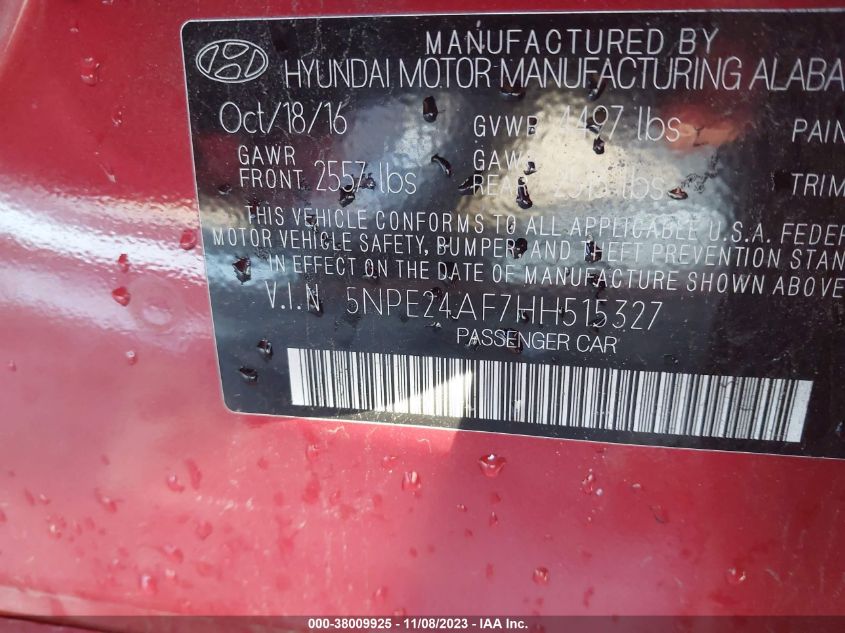 MANUFACTURED BY
HYUNDAI MOTOR MANUFACTURING ALABA
Oct/18/16 GVWR 4497 lbs PAIN
GAWR FRONT 2557 lbs GAW REAR lbs TRIM
THIS VEHICLE CONFORMS TO ALL APPLICABLE U.S.A. FEDER
MOTOR VEHICLE SAFETY, BUMPER, AND THEFT PREVENTION STAN
IN EFFECT ON THE DATE OF MANUFACTURE SHOWN ABOVE
V.I.N 5NPE24AF7HH515327
PASSENGER CAR
000-38009925 - 11/08/2023 - IAA Inc.